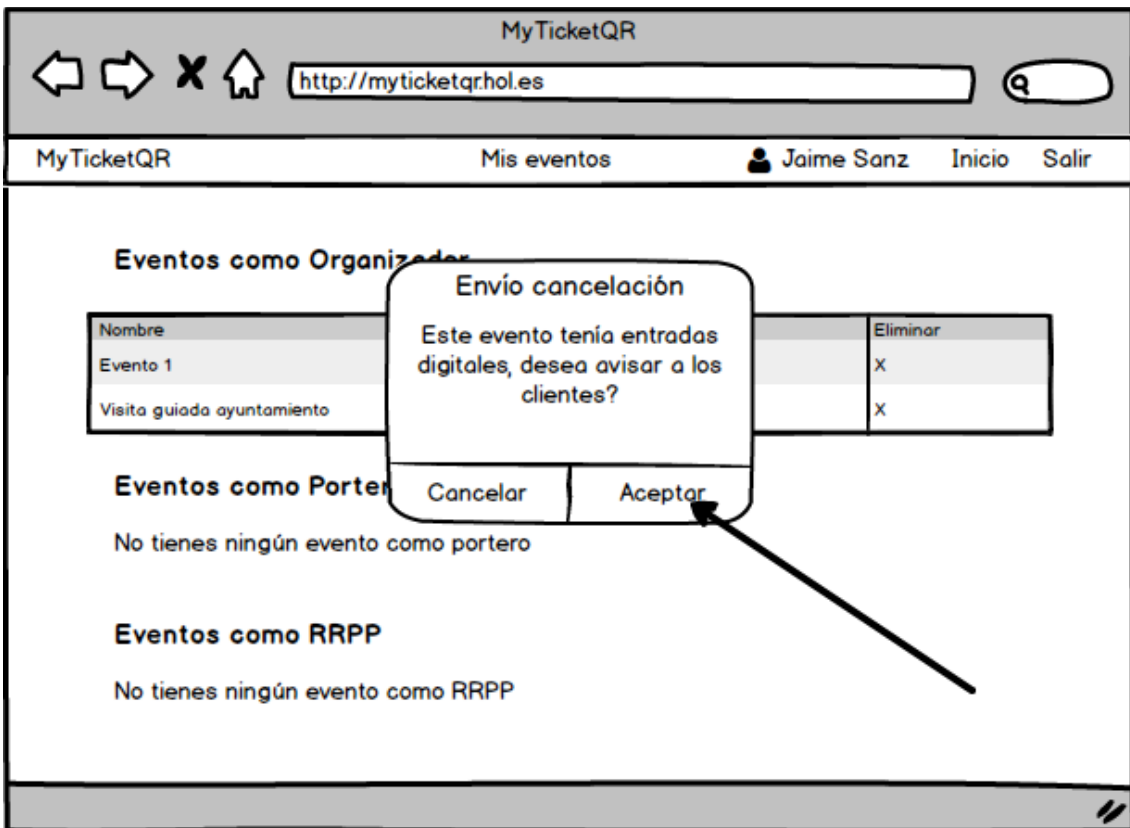 MyTicketQR
http://myticketqr.hol.es
MyTicketQR Mis eventos Jaime Sanz Inicio Salir
Eventos como Organizador
Envío cancelación
Este evento tenía entradas
digitales, desea avisar a los
clientes?
Cancelar Aceptar
Nombre Eliminar
Evento 1 X
Visita guiada ayuntamiento X
Eventos como Porter
No tienes ningún evento como portero
Eventos como RRPP
No tienes ningún evento como RRPP